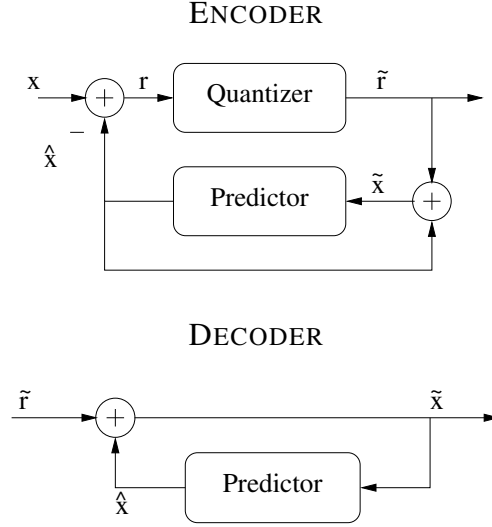 ENCODER
x + r Quantizer r̃
−
x̂ Predictor x̃ +
DECODER
r̃ + x̃
x̂ Predictor